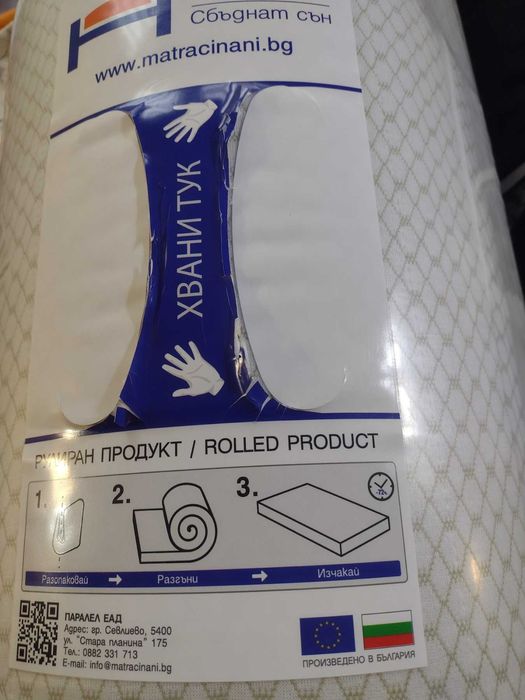 Сбъднат сън
www.matracinani.bg
ХВАНИ ТУК
РУЛИРАН ПРОДУКТ / ROLLED PRODUCT
1. 2. 3.
72ч.
Разопаковай Разгъни Изчакай
ПАРАЛЕЛ ЕАД
Адрес: гр. Севлиево, 5400
ул. "Стара планина" 175
Тел.: 0882 331 713
E-mail: info@matracinani.bg
ПРОИЗВЕДЕНО В БЪЛГАРИЯ